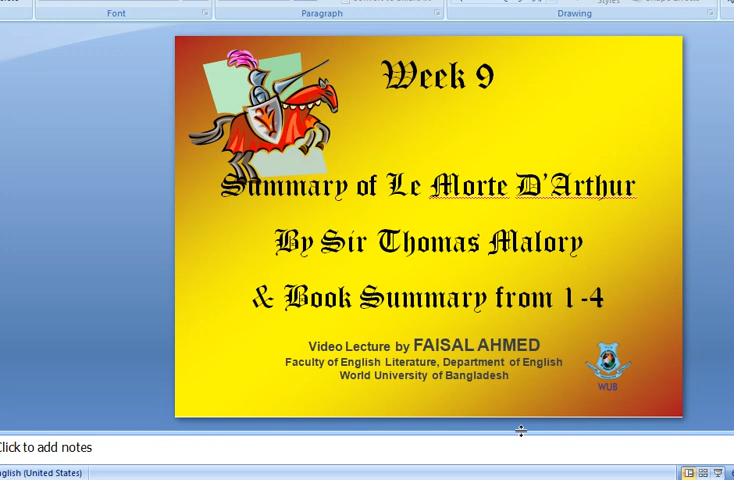 Font
Paragraph
Drawing
Styles
Week 9
Summary of Le Morte D'Arthur
By Sir Thomas Malory
& Book Summary from 1-4
Video Lecture by FAISAL AHMED
Faculty of English Literature, Department of English
World University of Bangladesh
WUB
Click to add notes
English (United States)